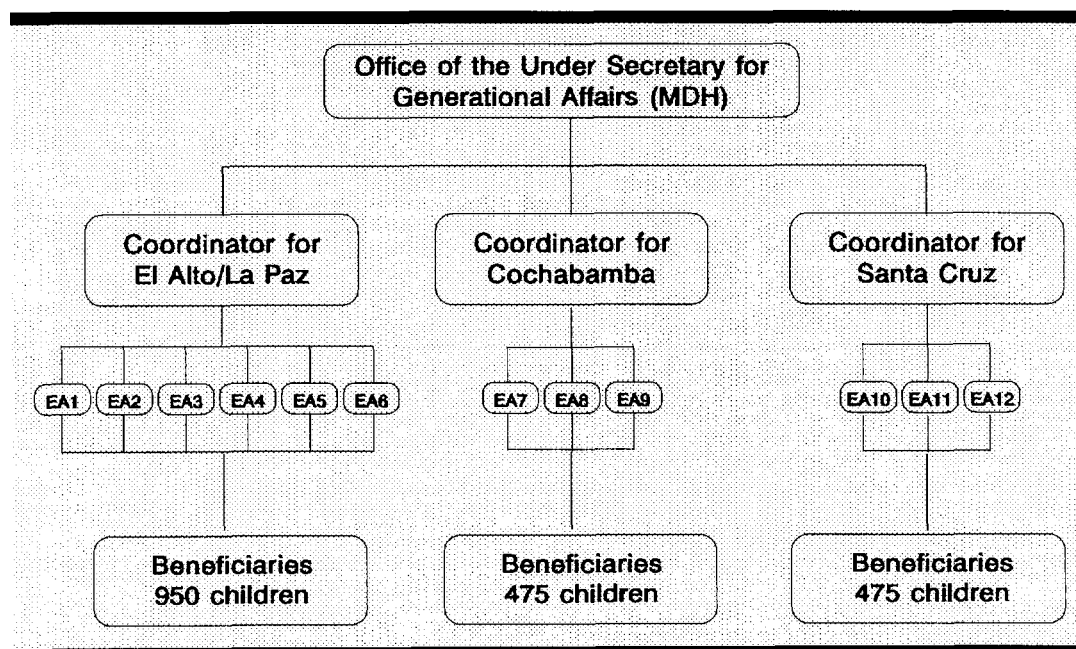 Office of the Under Secretary for
Generational Affairs (MDH)
Coordinator for
El Alto/La Paz
Coordinator for
Cochabamba
Coordinator for
Santa Cruz
EA1 EA2 EA3 EA4 EA5 EA6
EA7 EA8 EA9
EA10 EA11 EA12
Beneficiaries
950 children
Beneficiaries
475 children
Beneficiaries
475 children